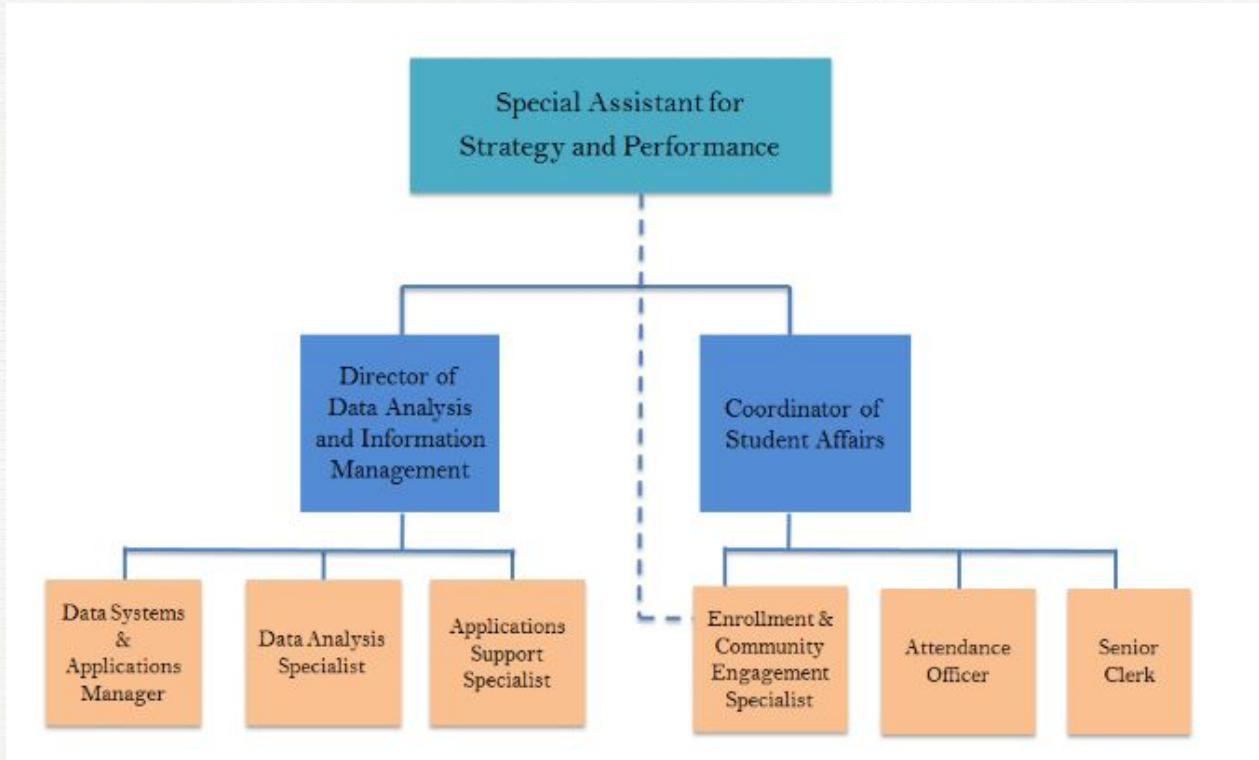 Special Assistant for
Strategy and Performance
Director of
Data Analysis
and Information
Management
Coordinator of
Student Affairs
Data Systems
&
Applications
Manager
Data Analysis
Specialist
Applications
Support
Specialist
Enrollment &
Community
Engagement
Specialist
Attendance
Officer
Senior
Clerk